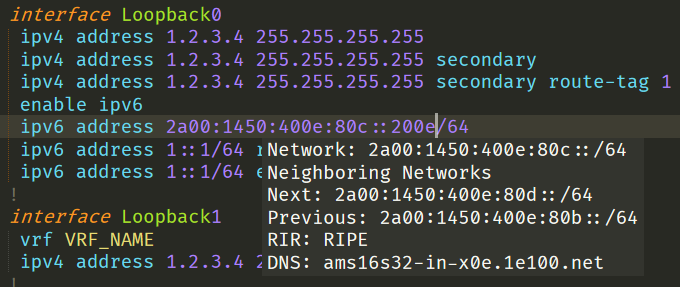 interface Loopback0
ipv4 address 1.2.3.4 255.255.255.255
ipv4 address 1.2.3.4 255.255.255.255 secondary
ipv4 address 1.2.3.4 255.255.255.255 secondary route-tag 1
enable ipv6
ipv6 address 2a00:1450:400e:80c::200e/64
ipv6 address 1::1/64 r
ipv6 address 1::1/64 e
!
interface Loopback1
vrf VRF_NAME
ipv4 address 1.2.3.4 2
!
Network: 2a00:1450:400e:80c::/64
Neighboring Networks
Next: 2a00:1450:400e:80d::/64
Previous: 2a00:1450:400e:80b::/64
RIR: RIPE
DNS: ams16s32-in-x0e.1e100.net